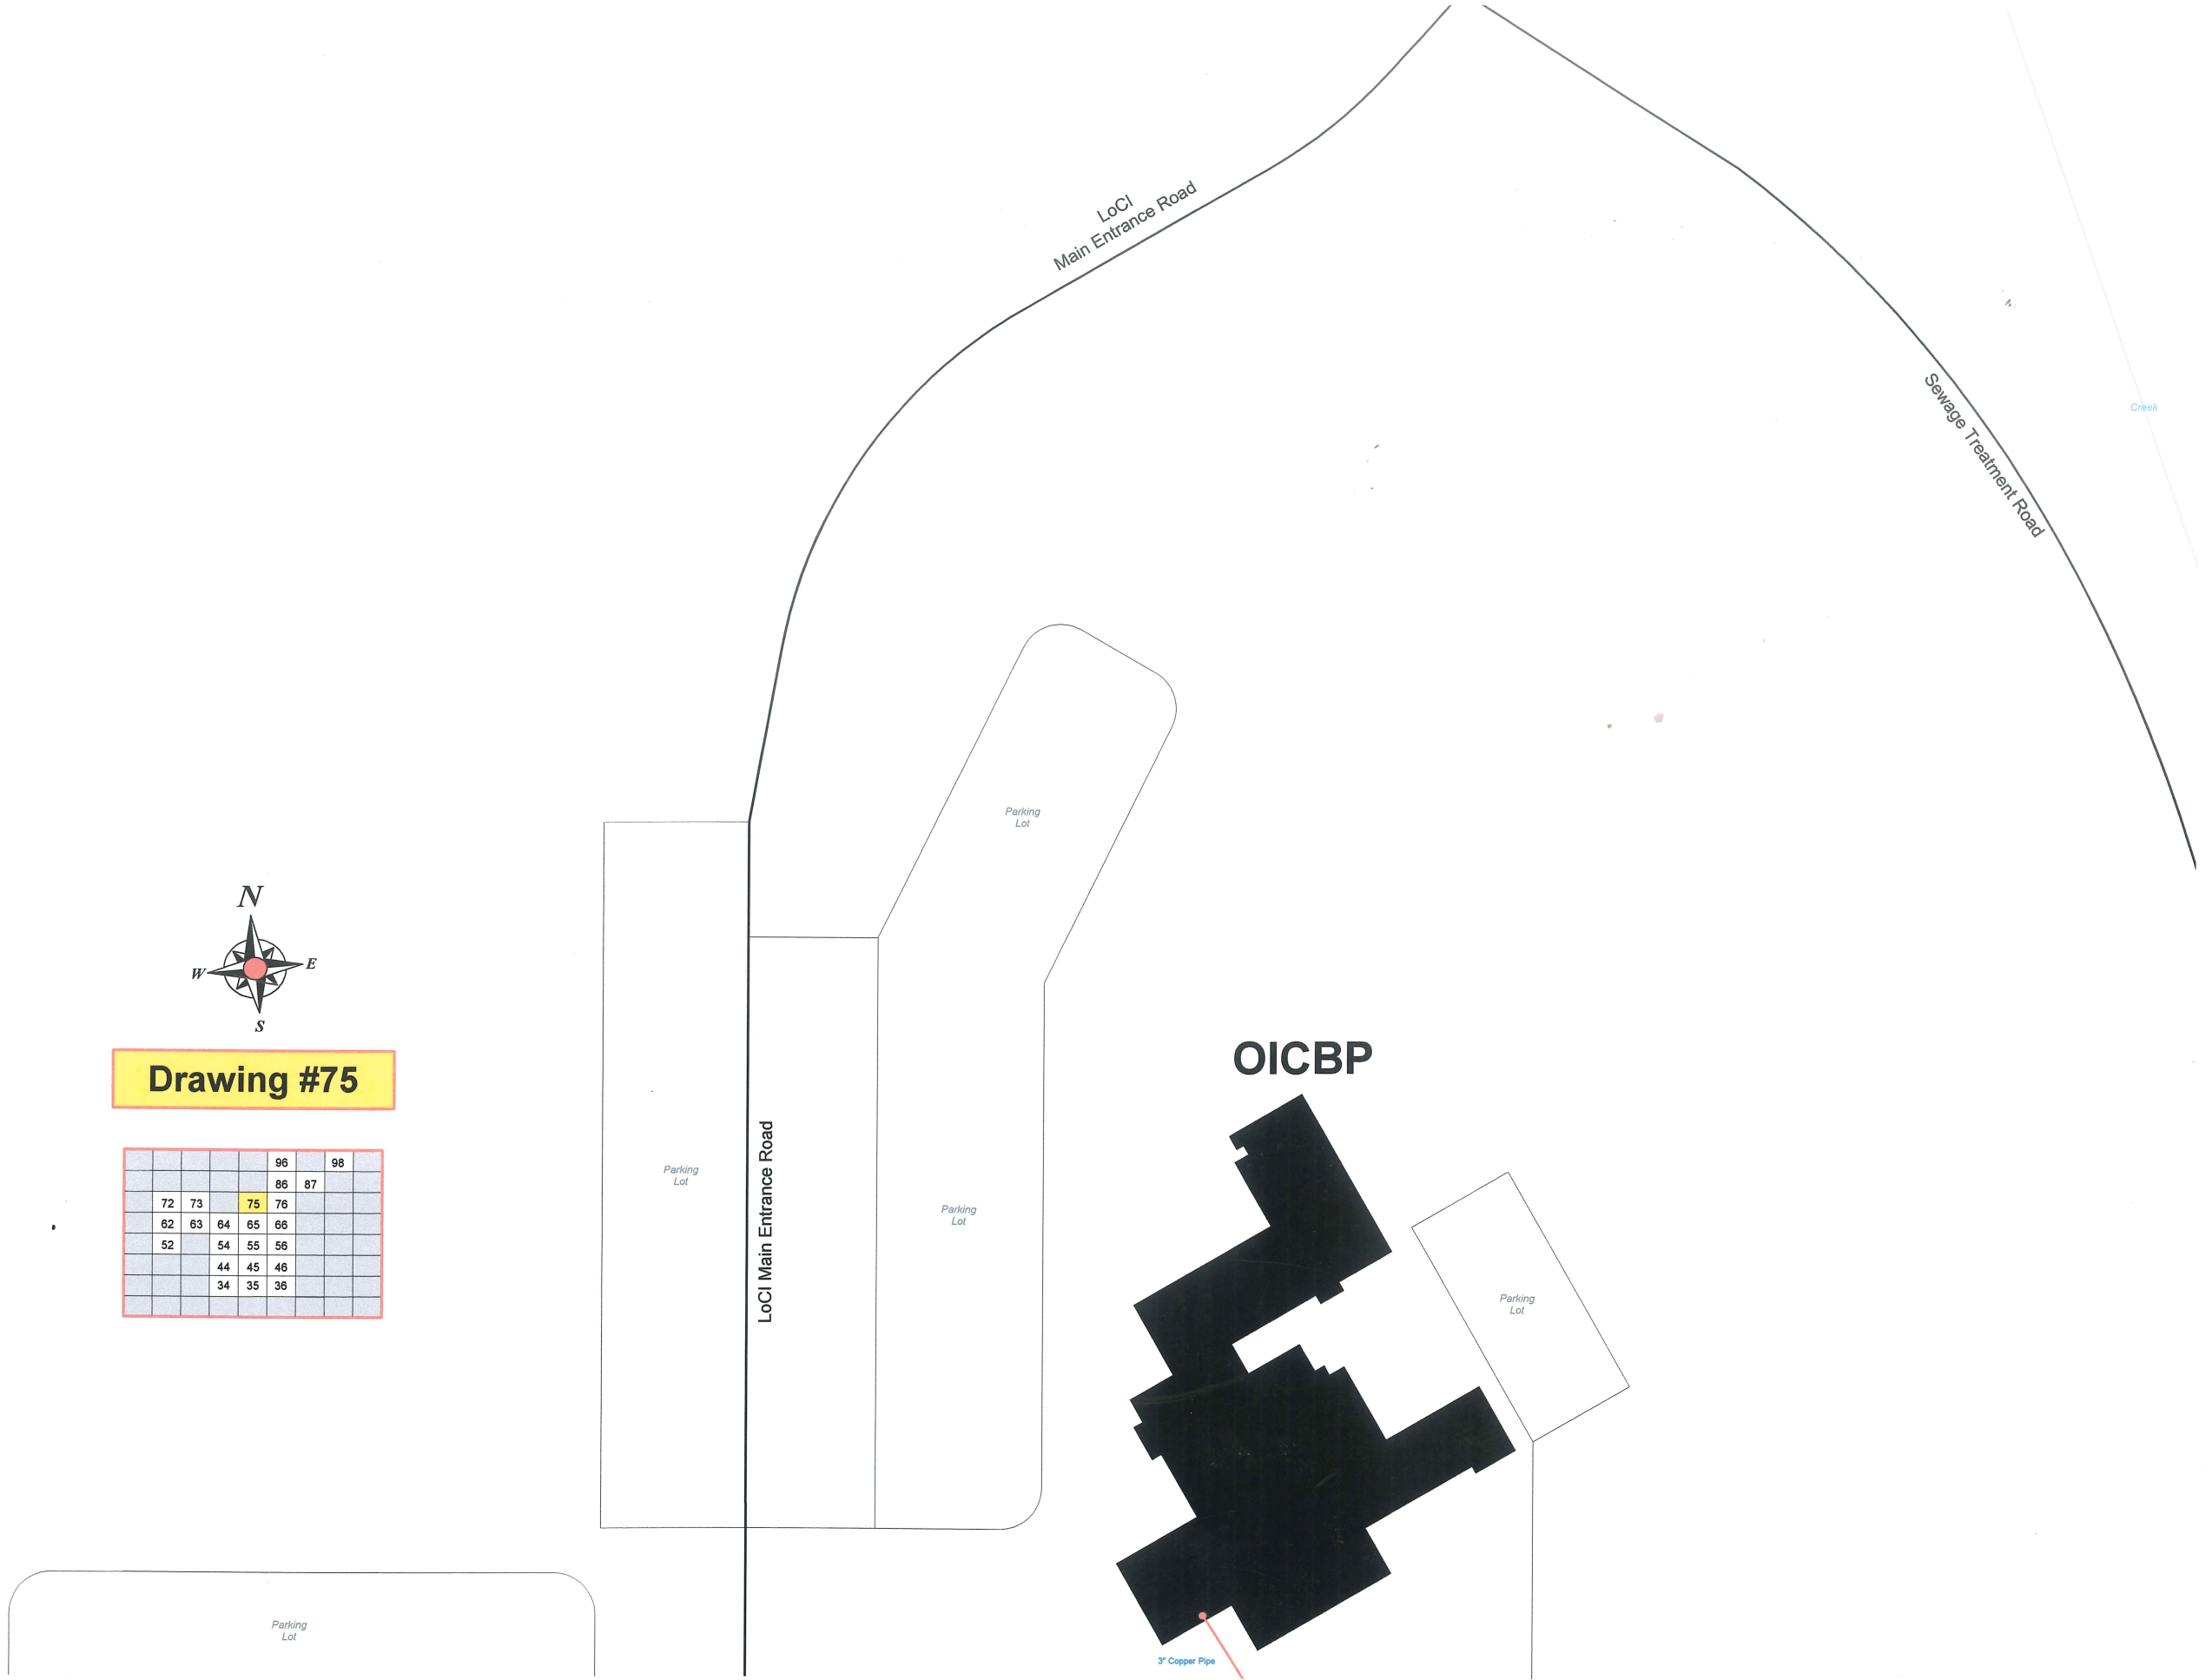 LoCI
Main Entrance Road
Sewage Treatment Road
Creek
Parking
Lot
N
W
E
S
Drawing #75
96 98
86 87
72 73 75 76
62 63 64 65 66
52 54 55 56
44 45 46
34 35 36
Parking
Lot
LoCI Main Entrance Road
Parking
Lot
OICBP
Parking
Lot
Parking
Lot
3" Copper Pipe